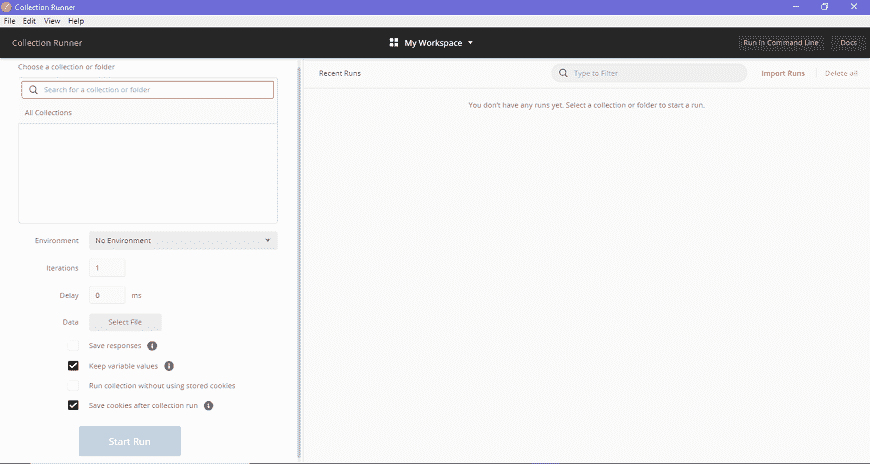 Collection Runner
File Edit View Help
Collection Runner
My Workspace
Run In Command Line
Docs
Choose a collection or folder
Search for a collection or folder
All Collections
Environment No Environment
Iterations 1
Delay 0 ms
Data Select File
Save responses
Keep variable values
Run collection without using stored cookies
Save cookies after collection run
Start Run
Recent Runs
Type to Filter
Import Runs
Delete all
You don't have any runs yet. Select a collection or folder to start a run.